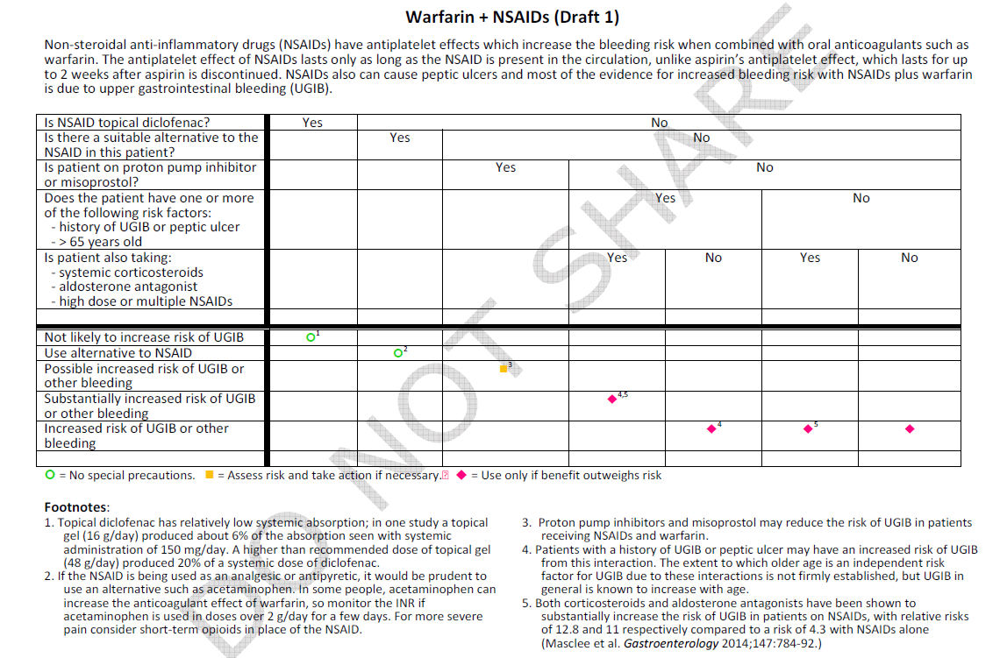 Warfarin + NSAIDs (Draft 1)
Non-steroidal anti-inflammatory drugs (NSAIDs) have antiplatelet effects which increase the bleeding risk when combined with oral anticoagulants such as
warfarin. The antiplatelet effect of NSAIDs lasts only as long as the NSAID is present in the circulation, unlike aspirin's antiplatelet effect, which lasts for up
to 2 weeks after aspirin is discontinued. NSAIDs also can cause peptic ulcers and most of the evidence for increased bleeding risk with NSAIDs plus warfarin
is due to upper gastrointestinal bleeding (UGIB).
Is NSAID topical diclofenac? Yes No
Is there a suitable alternative to the Yes No
NSAID in this patient?
Is patient on proton pump inhibitor Yes No
or misoprostol?
Does the patient have one or more Yes No
of the following risk factors:
- history of UGIB or peptic ulcer
- > 65 years old
Is patient also taking: Yes No Yes No
- systemic corticosteroids
- aldosterone antagonist
- high dose or multiple NSAIDs
Not likely to increase risk of UGIB 1
Use alternative to NSAID 2
Possible increased risk of UGIB or 3
other bleeding
Substantially increased risk of UGIB 4,5
or other bleeding
Increased risk of UGIB or other 4 5
bleeding
= No special precautions. = Assess risk and take action if necessary. = Use only if benefit outweighs risk
Footnotes:
1. Topical diclofenac has relatively low systemic absorption; in one study a topical
gel (16 g/day) produced about 6% of the absorption seen with systemic
administration of 150 mg/day. A higher than recommended dose of topical gel
(48 g/day) produced 20% of a systemic dose of diclofenac.
2. If the NSAID is being used as an analgesic or antipyretic, it would be prudent to
use an alternative such as acetaminophen. In some people, acetaminophen can
increase the anticoagulant effect of warfarin, so monitor the INR if
acetaminophen is used in doses over 2 g/day for a few days. For more severe
pain consider short-term opioids in place of the NSAID.
3. Proton pump inhibitors and misoprostol may reduce the risk of UGIB in patients
receiving NSAIDs and warfarin.
4. Patients with a history of UGIB or peptic ulcer may have an increased risk of UGIB
from this interaction. The extent to which older age is an independent risk
factor for UGIB due to these interactions is not firmly established, but UGIB in
general is known to increase with age.
5. Both corticosteroids and aldosterone antagonists have been shown to
substantially increase the risk of UGIB in patients on NSAIDs, with relative risks
of 12.8 and 11 respectively compared to a risk of 4.3 with NSAIDs alone
(Masclee et al. Gastroenterology 2014;147:784-92.)
DO NOT SHARE